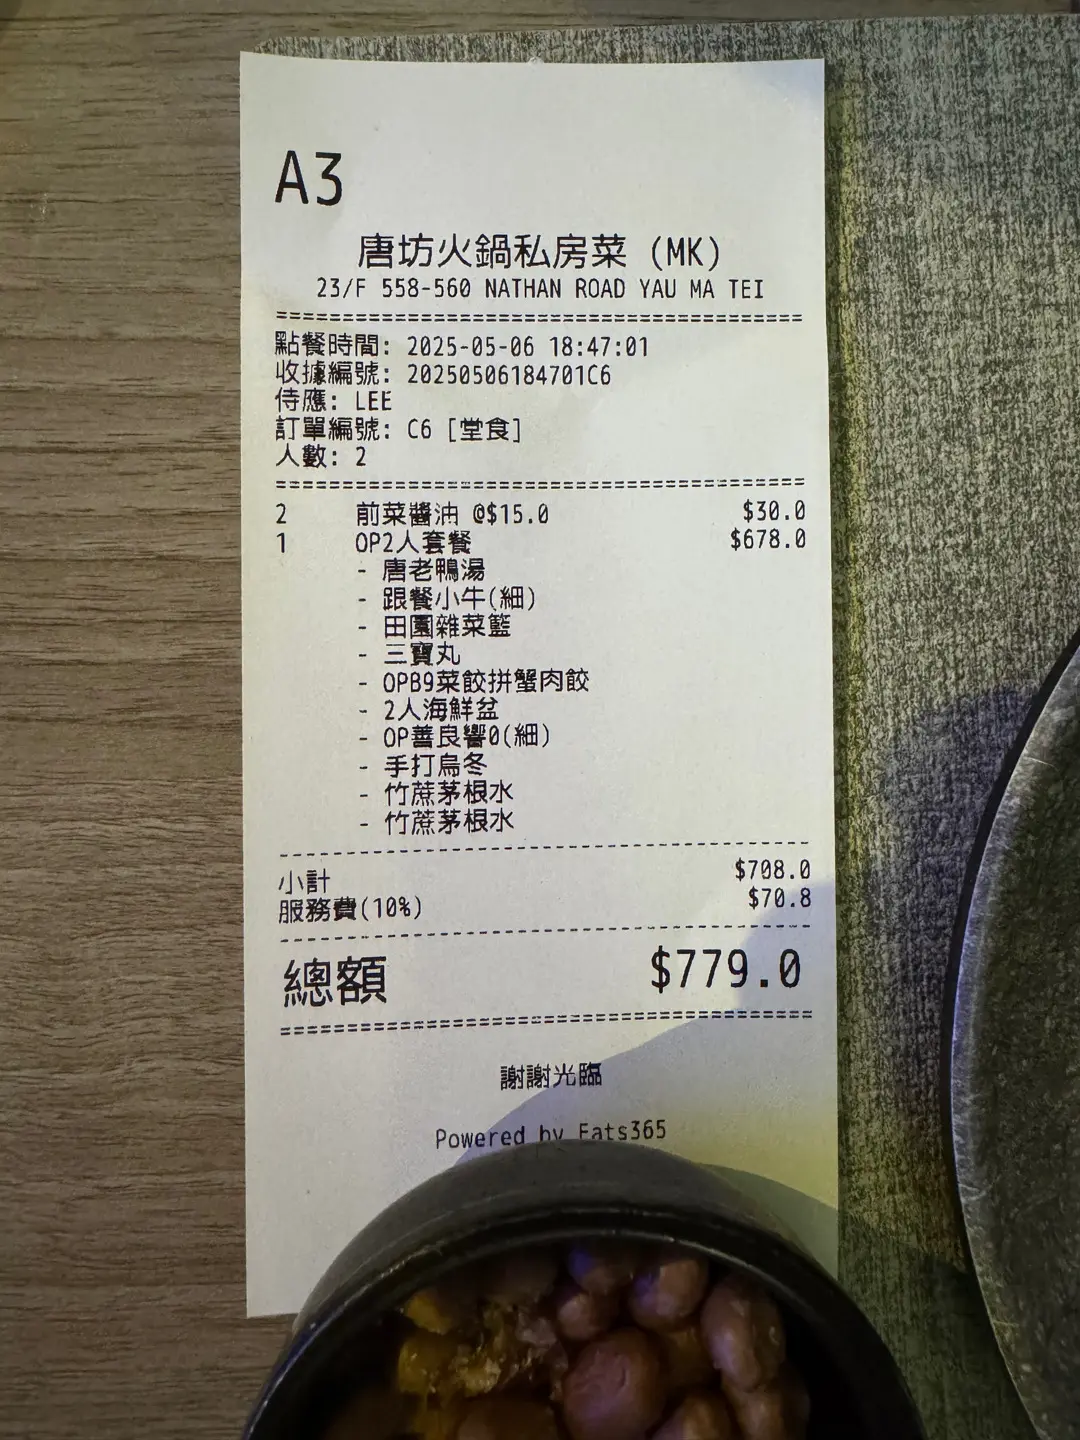 A3
唐坊火鍋私房菜 (MK)
23/F 558-560 NATHAN ROAD YAU MA TEI
點餐時間: 2025-05-06 18:47:01
收據編號: 20250506184701C6
侍應: LEE
訂單編號: C6 [堂食]
人數: 2
2 前菜醬油 @$15.0 $30.0
1 OP2人套餐 $678.0
- 唐老鴨湯
- 跟餐小牛(細)
- 田園雜菜籃
- 三寶丸
- OPB9菜餃拼蟹肉餃
- 2人海鮮盆
- OP善良響0(細)
- 手打烏冬
- 竹蔗茅根水
- 竹蔗茅根水
小計 $708.0
服務費(10%) $70.8
總額 $779.0
謝謝光臨
Powered by Eats365